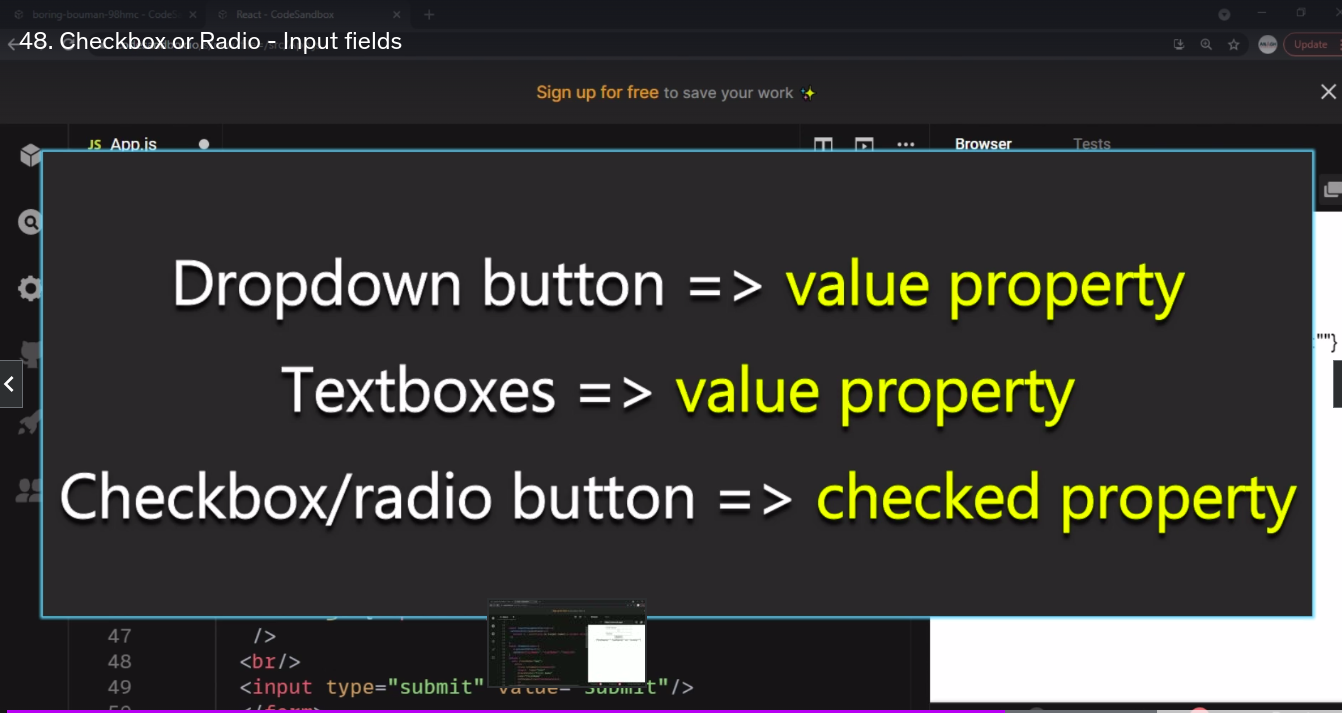 boring-bouman-98hmc - CodeS
React - CodeSandbox
48. Checkbox or Radio - Input fields
Update
Sign up for free to save your work ✨
JS App.js
Browser
Tests
Dropdown button => value property
Textboxes => value property
Checkbox/radio button => checked property
""}
47 />
48 <br/>
49 <input type="submit" value="Submit"/>